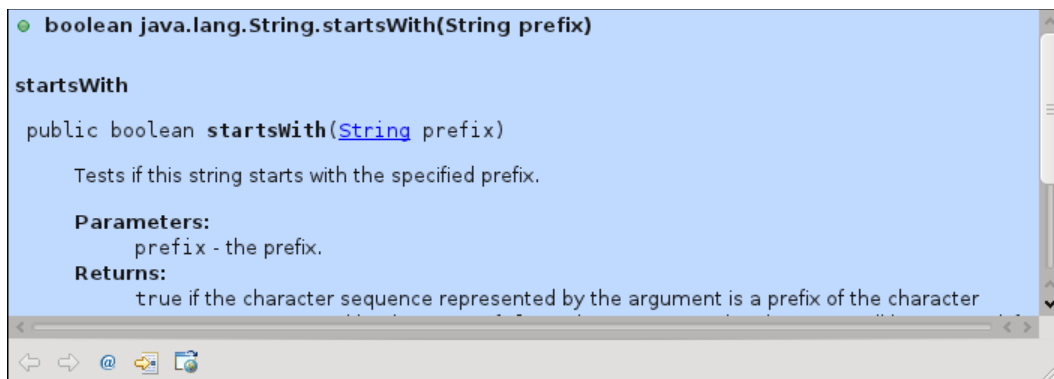 boolean java.lang.String.startsWith(String prefix)
startsWith
public boolean startsWith(String prefix)
Tests if this string starts with the specified prefix.
Parameters:
prefix - the prefix.
Returns:
true if the character sequence represented by the argument is a prefix of the character